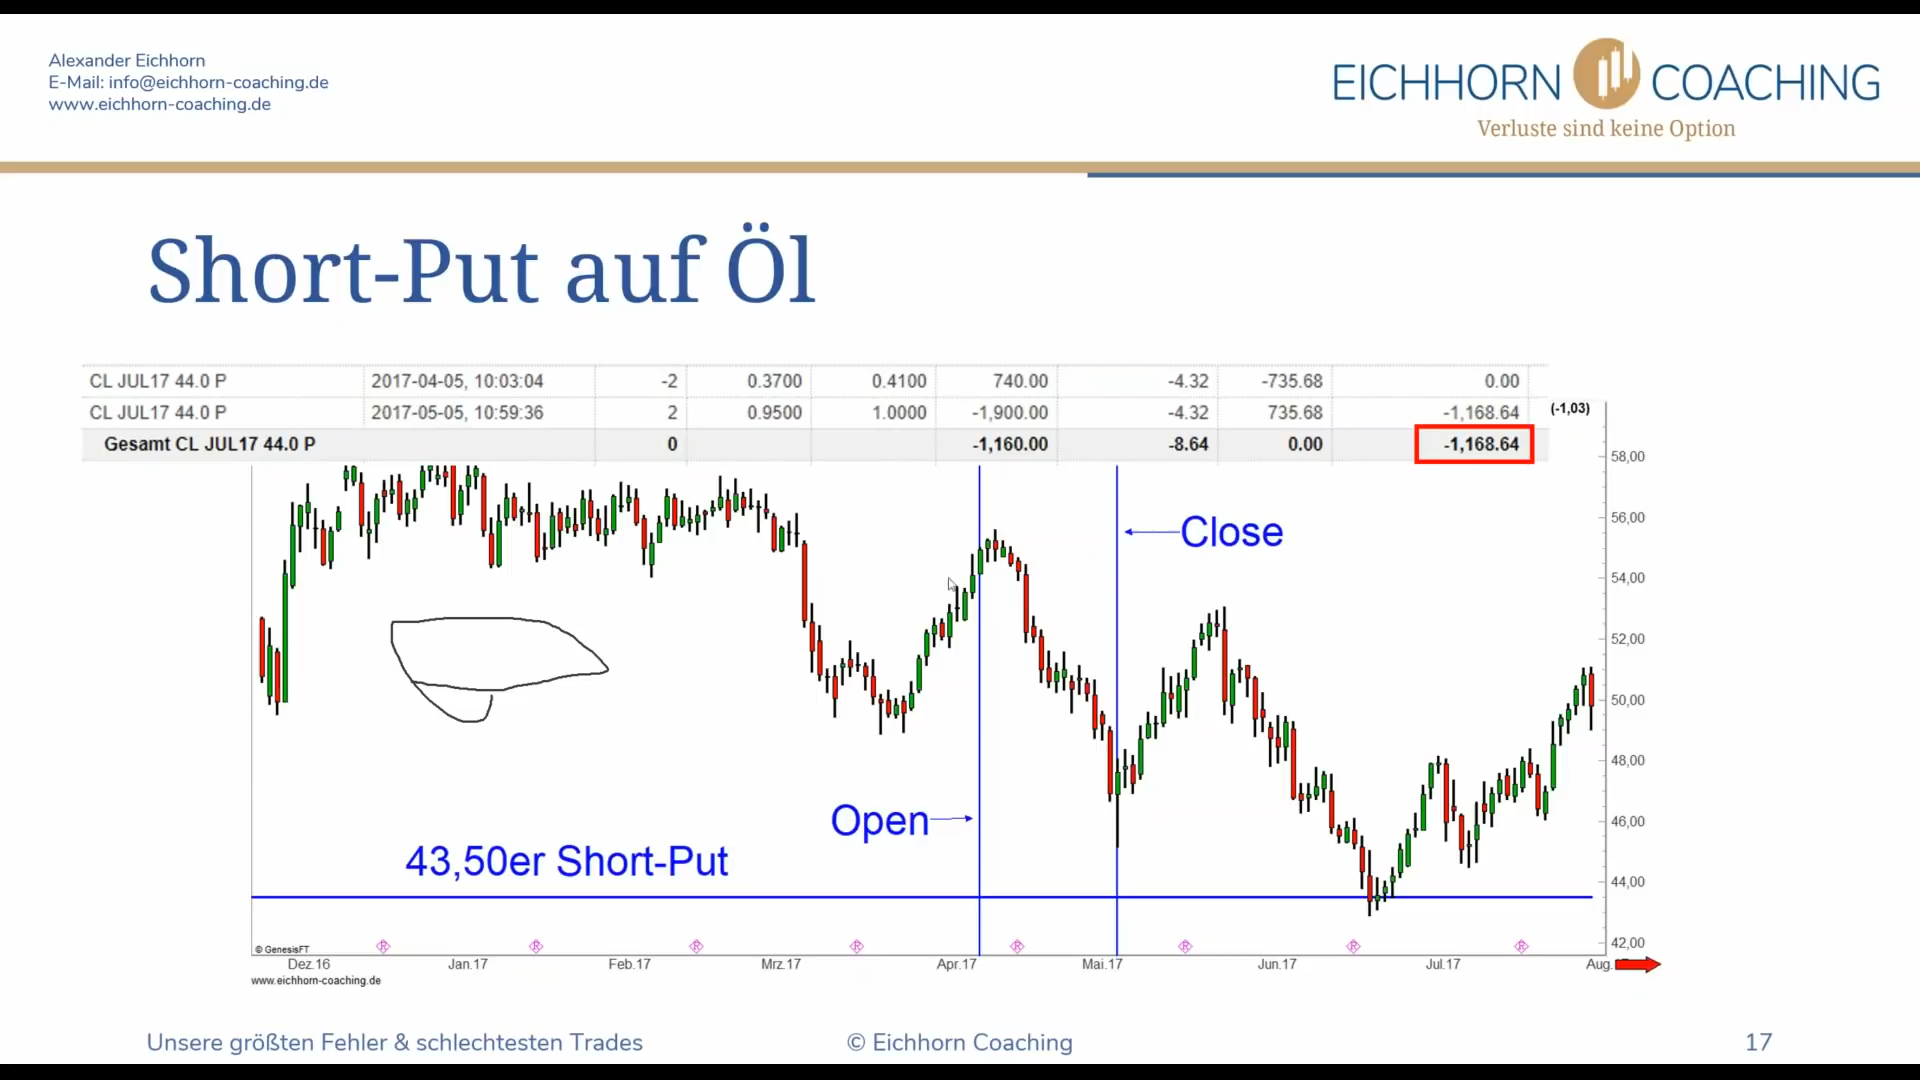 Alexander Eichhorn
E-Mail: info@eichhorn-coaching.de
www.eichhorn-coaching.de
EICHHORN COACHING
Verluste sind keine Option
Short-Put auf Öl
CL JUL17 44.0 P 2017-04-05, 10:03:04 -2 0.3700 0.4100 740.00 -4.32 -735.68 0.00
CL JUL17 44.0 P 2017-05-05, 10:59:36 2 0.9500 1.0000 -1,900.00 -4.32 735.68 -1,168.64 (-1,03)
Gesamt CL JUL17 44.0 P 0 -1,160.00 -8.64 0.00 -1,168.64
58,00
56,00
Close
54,00
52,00
50,00
48,00
46,00
Open
43,50er Short-Put
44,00
42,00
© GenesisFT
Dez.16 Jan.17 Feb.17 Mrz.17 Apr.17 Mai.17 Jun.17 Jul.17 Aug.
www.eichhorn-coaching.de
Unsere größten Fehler & schlechtesten Trades © Eichhorn Coaching 17